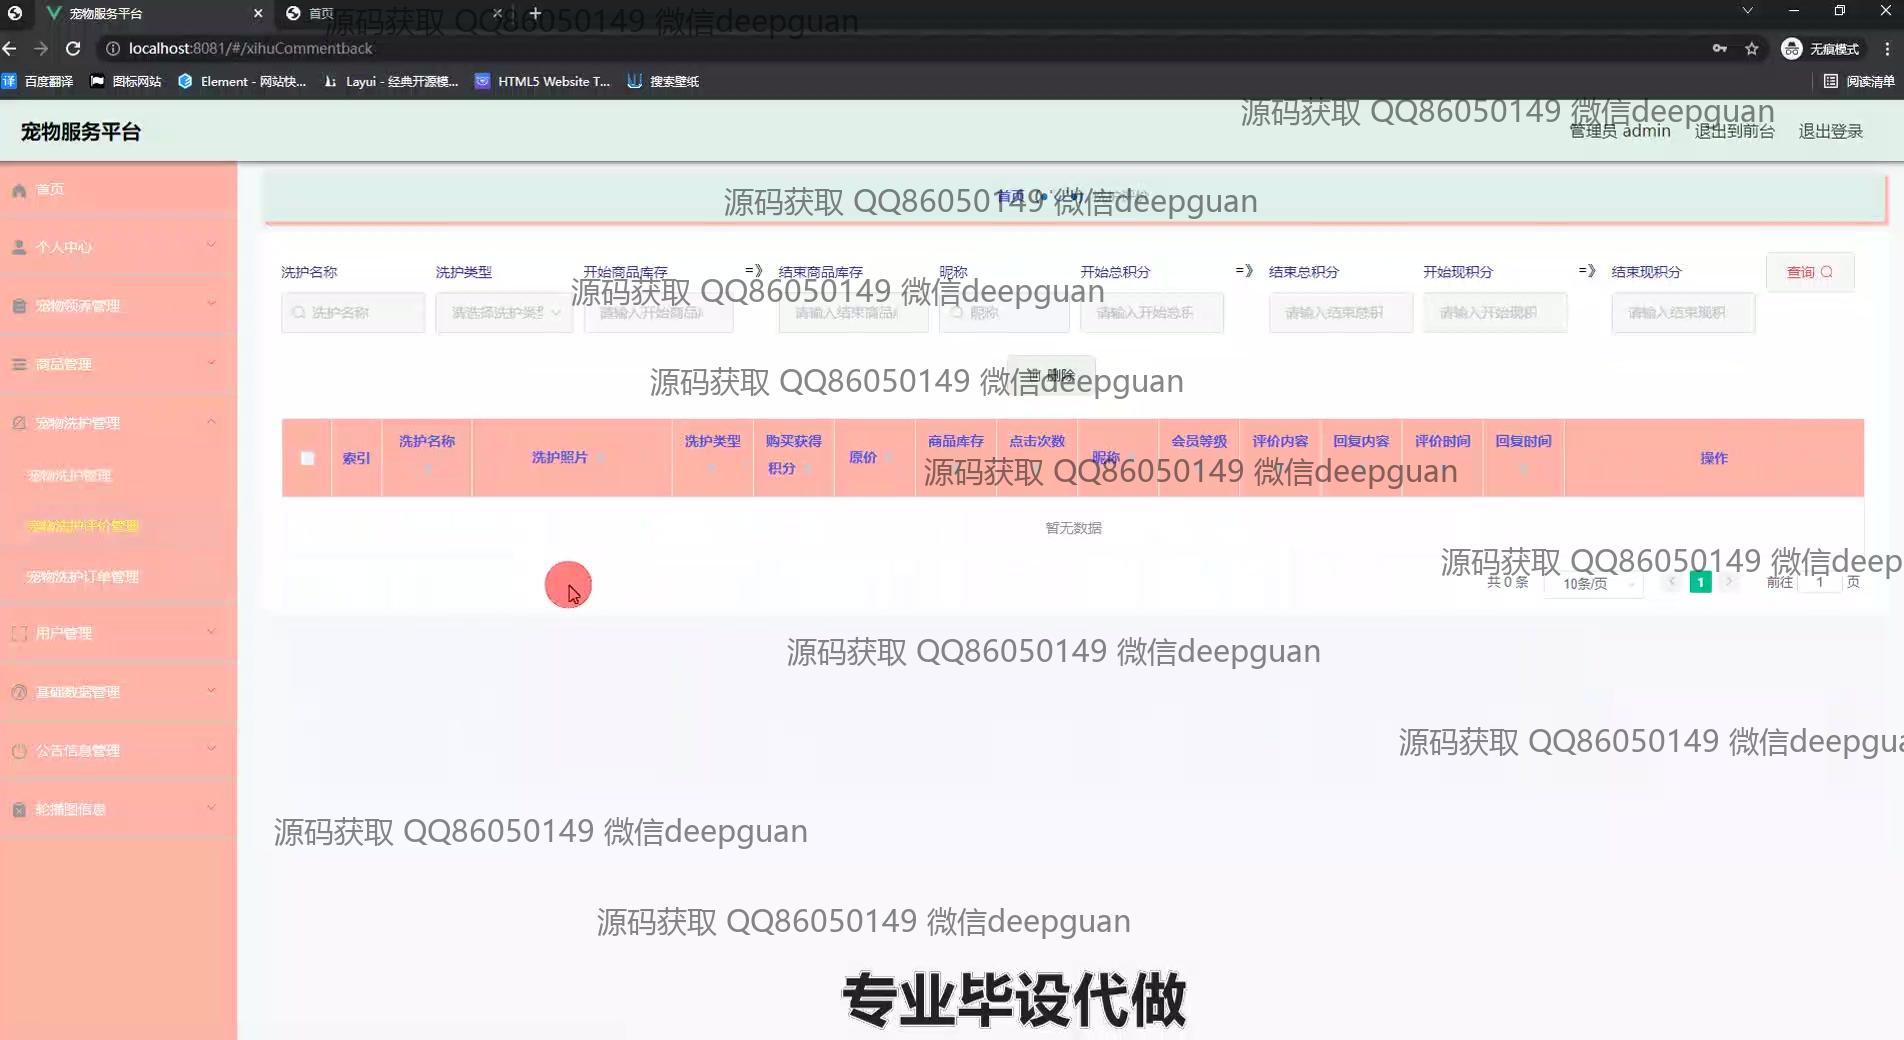 宠物服务平台
首页
源码获取 QQ86050149 微信deepguan
localhost:8081/#/xihuCommentback
无痕模式
百度翻译
图标网站
Element - 网站快...
Layui - 经典开源模...
HTML5 Website T...
搜索壁纸
阅读清单
宠物服务平台
源码获取 QQ86050149 微信deepguan
管理员 admin
退出到前台
退出登录
首页
个人中心
宠物领养管理
商品管理
宠物洗护管理
宠物洗护管理
宠物洗护评价管理
宠物洗护订单管理
用户管理
基础数据管理
公告信息管理
轮播图信息
首页
源码获取 QQ86050149 微信deepguan
洗护名称
洗护类型
开始商品库存
=》
结束商品库存
昵称
开始总积分
=》
结束总积分
开始现积分
=》
结束现积分
查询
洗护名称
请选择洗护类型
请输入开始商品
请输入结束商品
昵称
请输入开始总积
请输入结束总积
请输入开始现积
请输入结束现积
源码获取 QQ86050149 微信deepguan
删除
源码获取 QQ86050149 微信deepguan
索引
洗护名称
洗护照片
洗护类型
购买获得积分
原价
商品库存
点击次数
昵称
会员等级
评价内容
回复内容
评价时间
回复时间
操作
源码获取 QQ86050149 微信deepguan
暂无数据
源码获取 QQ86050149 微信deep
共 0 条
10条/页
1
前往 1 页
源码获取 QQ86050149 微信deepguan
源码获取 QQ86050149 微信deepgua
源码获取 QQ86050149 微信deepguan
源码获取 QQ86050149 微信deepguan
专业毕设代做